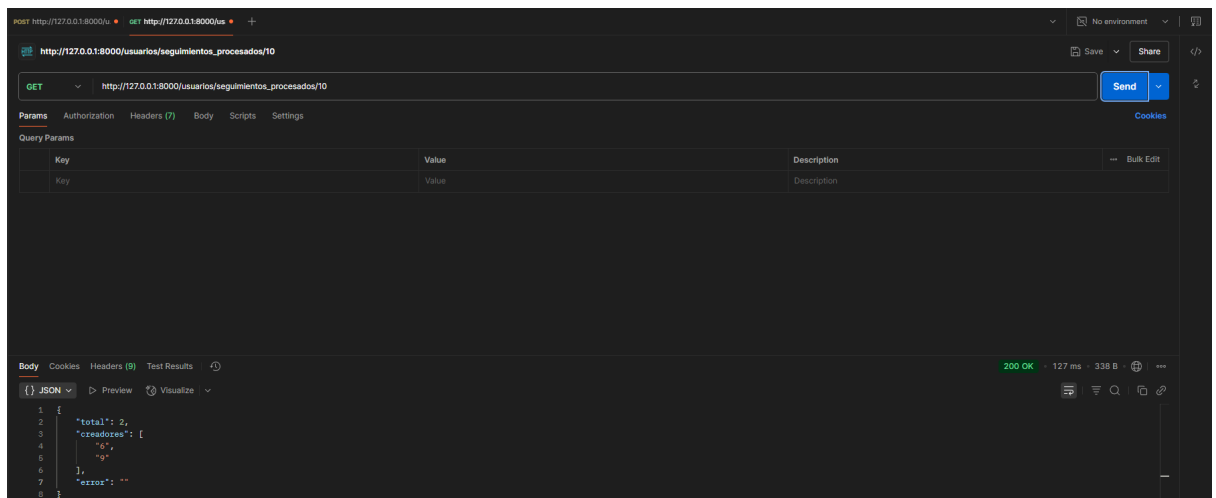 POST http://127.0.0.1:8000/u GET http://127.0.0.1:8000/us + No environment
http://127.0.0.1:8000/usuarios/seguimientos_procesados/10 Save Share
GET http://127.0.0.1:8000/usuarios/seguimientos_procesados/10 Send
Params Authorization Headers (7) Body Scripts Settings Cookies
Query Params
Key Value Description ••• Bulk Edit
Key Value Description
Body Cookies Headers (9) Test Results 200 OK · 127 ms · 338 B · •••
{} JSON Preview Visualize
1 {
2 "total": 2,
3 "creadores": [
4 "6",
5 "9"
6 ],
7 "error": ""
8 }